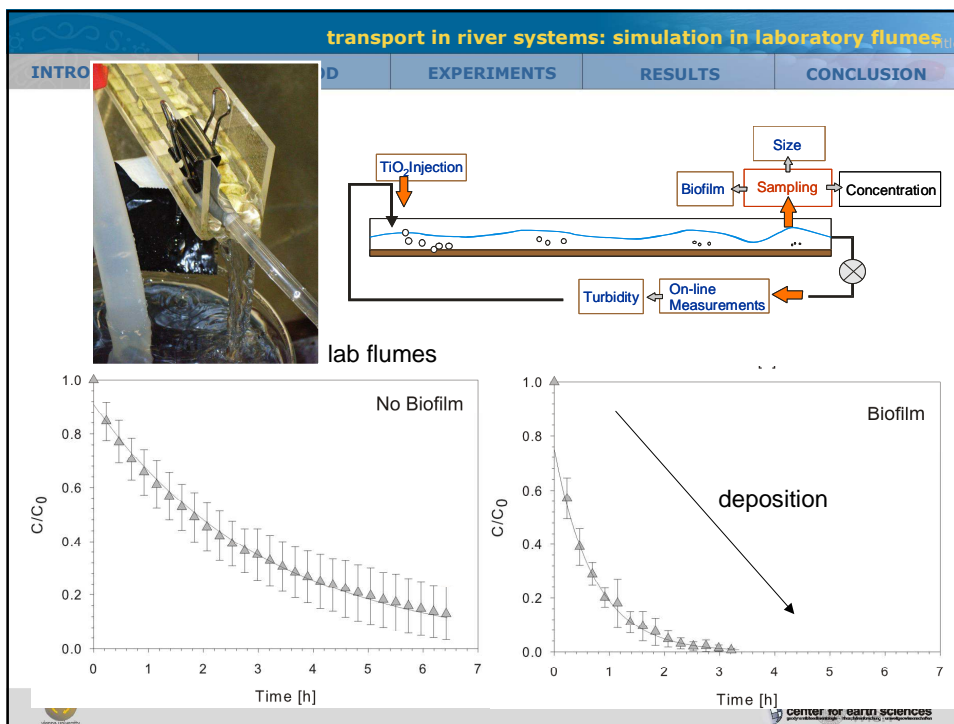 transport in river systems: simulation in laboratory flumes
INTRO
OD
EXPERIMENTS
RESULTS
CONCLUSION
Size
TiO2 Injection
Biofilm
Sampling
Concentration
Turbidity
On-line
Measurements
lab flumes
1.0
0.8
0.6
0.4
0.2
0.0
C/C0
No Biofilm
0 1 2 3 4 5 6 7
Time [h]
1.0
0.8
0.6
0.4
0.2
0.0
C/C0
Biofilm
deposition
0 1 2 3 4 5 6 7
Time [h]
center for earth sciences